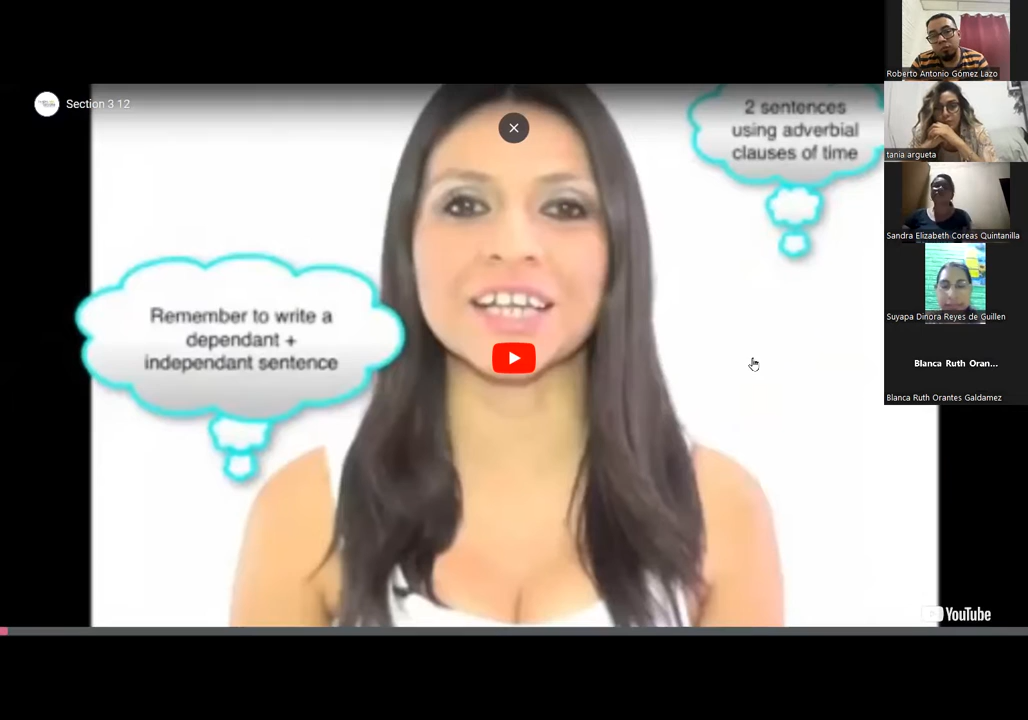 Section 3 12
2 sentences
using adverbial
clauses of time
Remember to write a
dependant +
independant sentence
YouTube
Roberto Antonio Gómez Lazo
tania argueta
Sandra Elizabeth Coreas Quintanilla
Suyapa Dinora Reyes de Guillen
Blanca Ruth Oran...
Blanca Ruth Orantes Galdamez